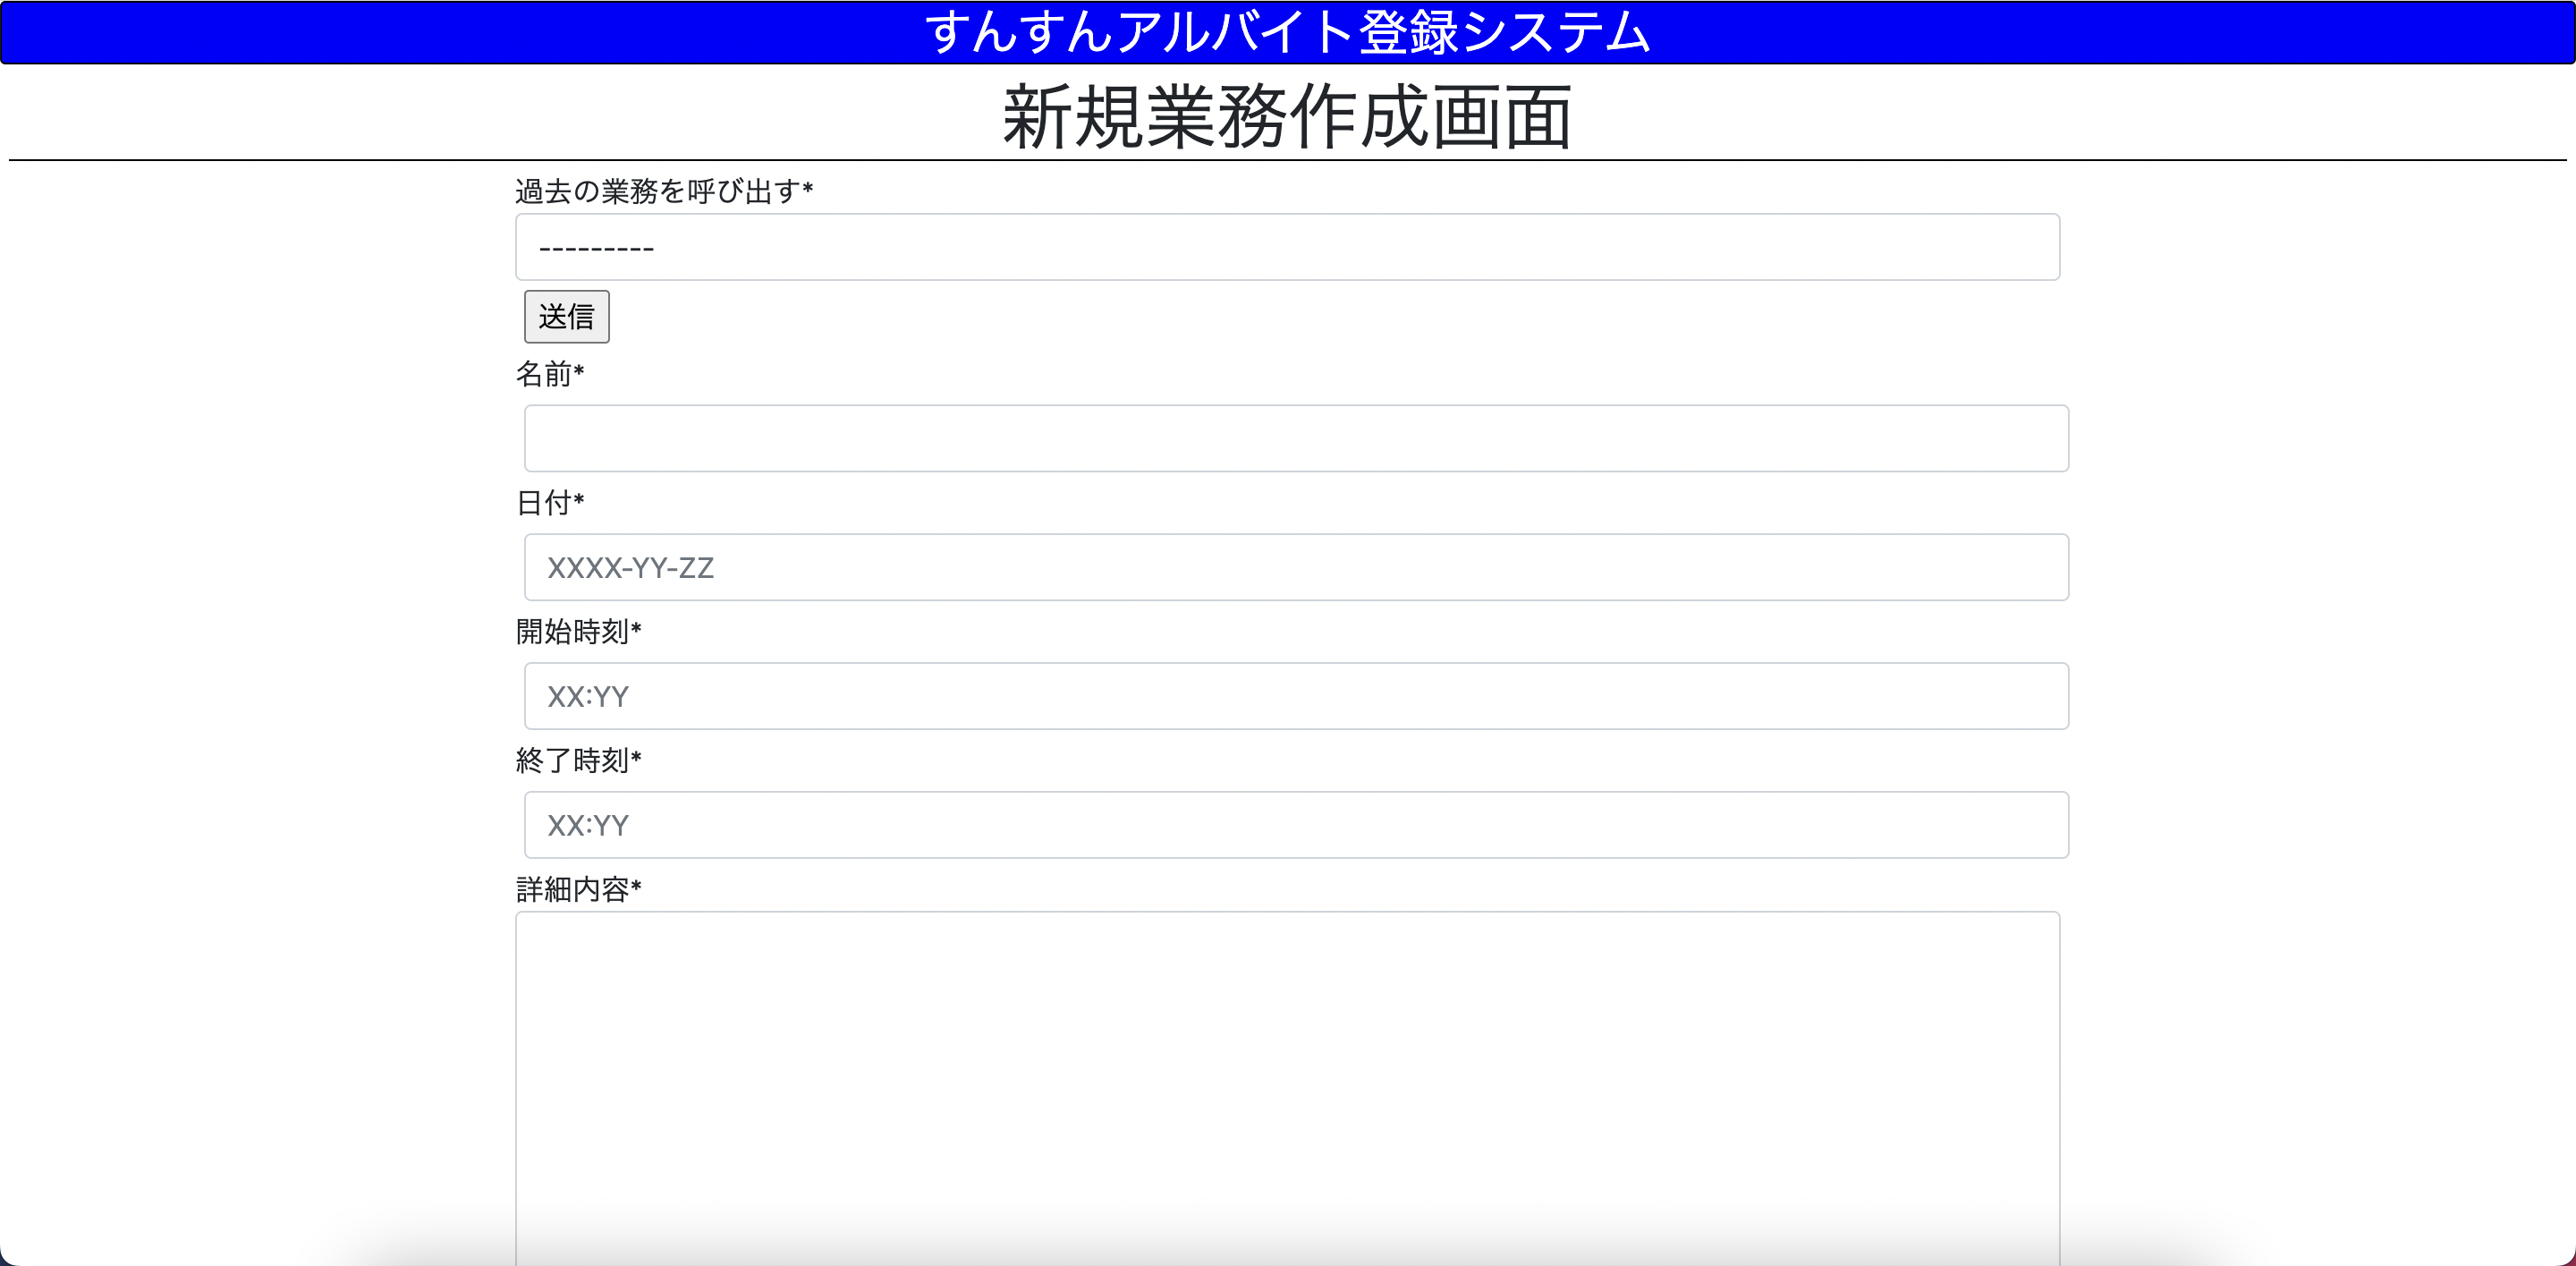 すんすんアルバイト登録システム
新規業務作成画面
過去の業務を呼び出す*
---------
送信
名前*
日付*
XXXX-YY-ZZ
開始時刻*
XX:YY
終了時刻*
XX:YY
詳細内容*